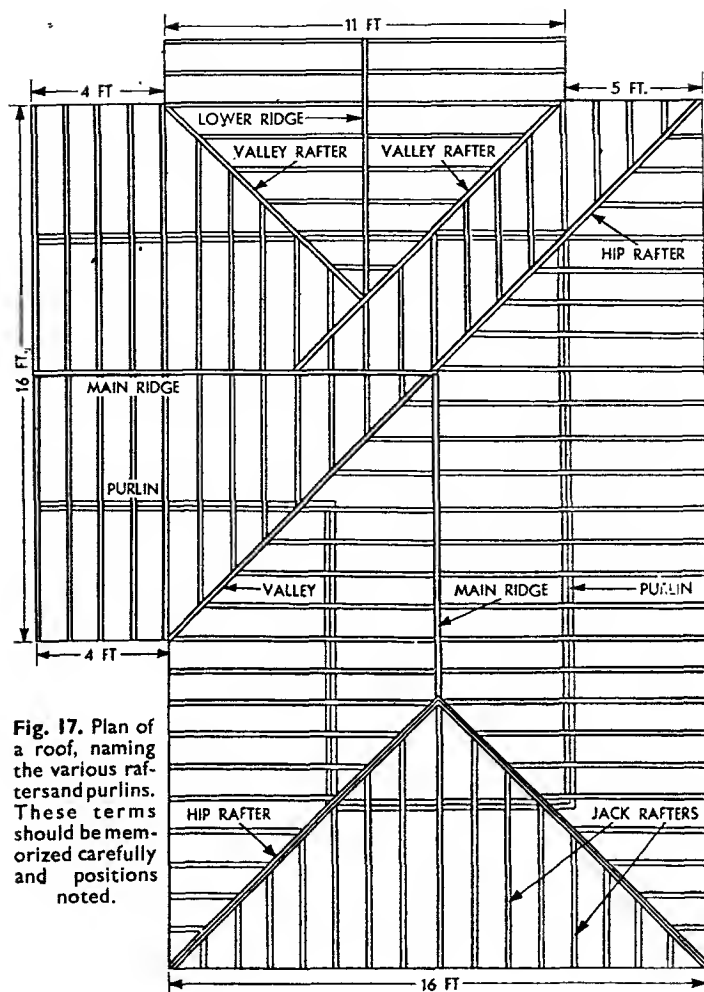 11 FT
4 FT
5 FT.
LOWER RIDGE
VALLEY RAFTER
VALLEY RAFTER
HIP RAFTER
16 FT.
MAIN RIDGE
PURLIN
VALLEY
MAIN RIDGE
PURLIN
4 FT
Fig. 17. Plan of
a roof, naming
the various raf-
tersand purlins.
These terms
should be mem-
orized carefully
and positions
noted.
HIP RAFTER
JACK RAFTERS
16 FT